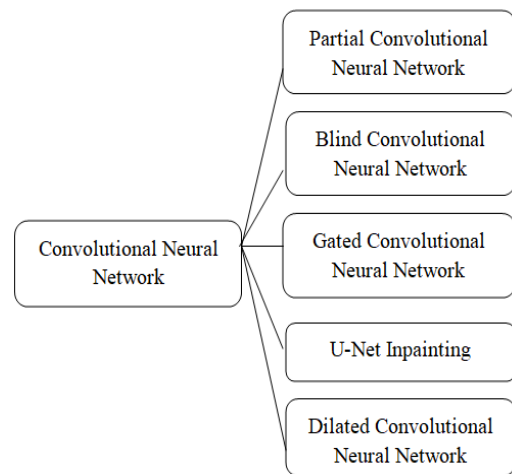 Partial Convolutional
Neural Network
Blind Convolutional
Neural Network
Convolutional Neural
Network
Gated Convolutional
Neural Network
U-Net Inpainting
Dilated Convolutional
Neural Network